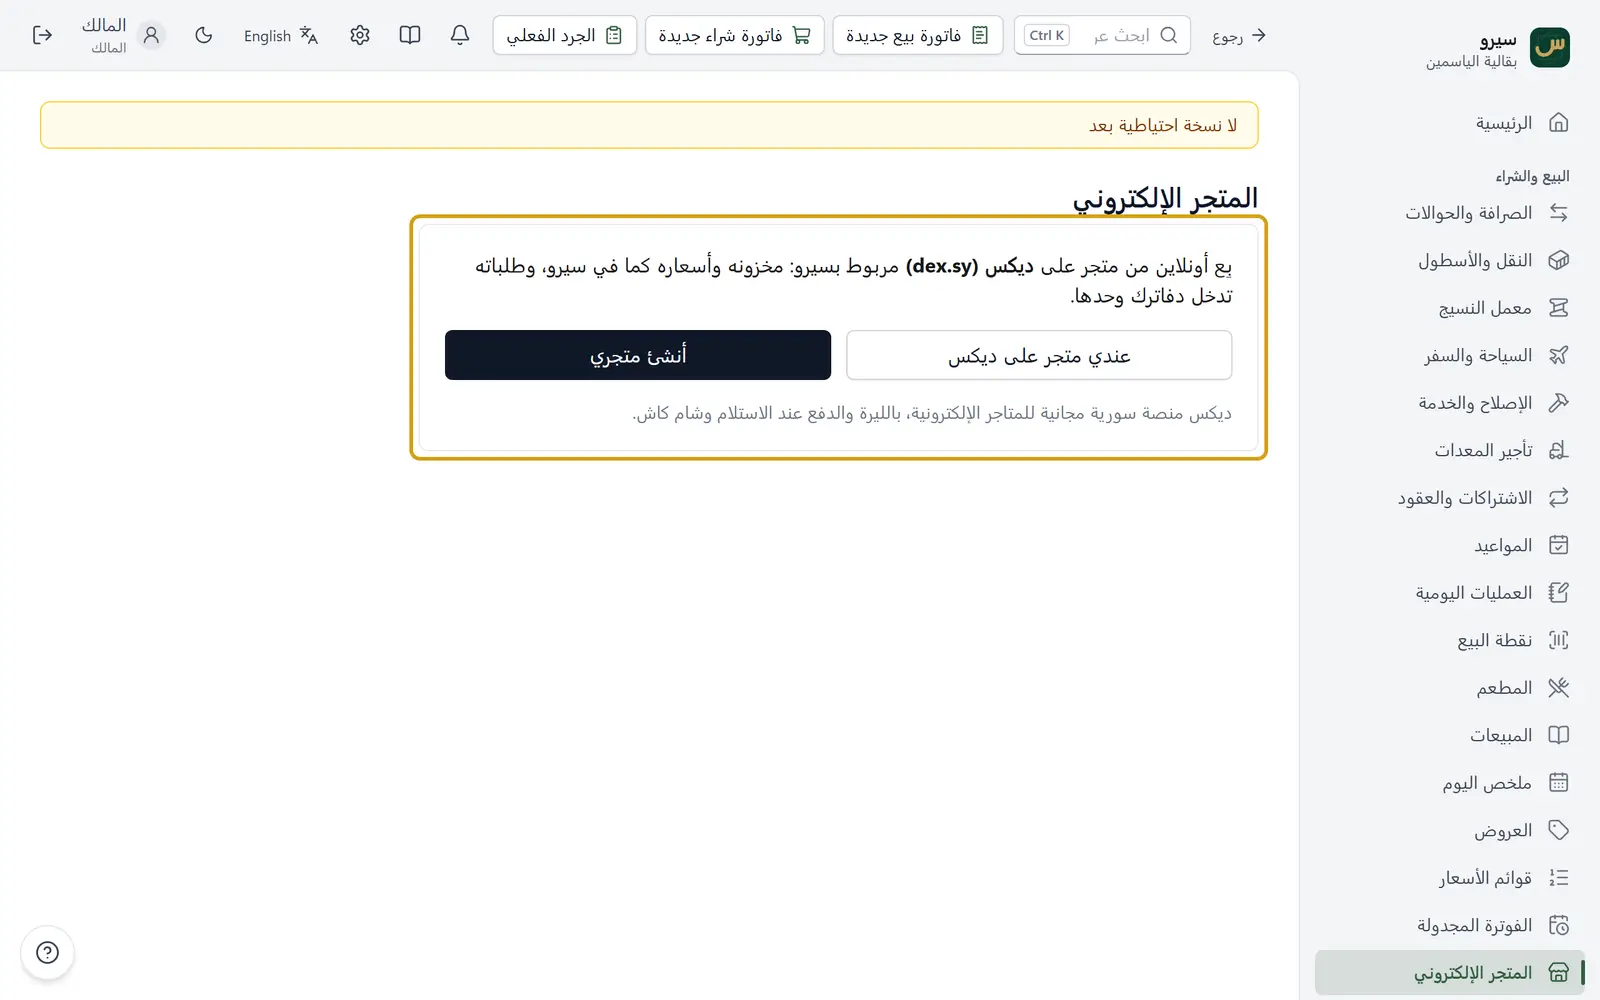 سيرو
بقالية الياسمين
رجوع
ابحث عر
Ctrl K
فاتورة بيع جديدة
فاتورة شراء جديدة
الجرد الفعلي
English
المالك
المالك
الرئيسية
البيع والشراء
الصرافة والحوالات
النقل والأسطول
معمل النسيج
السياحة والسفر
الإصلاح والخدمة
تأجير المعدات
الاشتراكات والعقود
المواعيد
العمليات اليومية
نقطة البيع
المطعم
المبيعات
ملخص اليوم
العروض
قوائم الأسعار
الفوترة المجدولة
المتجر الإلكتروني
لا نسخة احتياطية بعد
المتجر الإلكتروني
بِع أونلاين من متجر على ديكس (dex.sy) مربوط بسيرو: مخزونه وأسعاره كما في سيرو، وطلباته
تدخل دفاترك وحدها.
عندي متجر على ديكس
أنشئ متجري
ديكس منصة سورية مجانية للمتاجر الإلكترونية، بالليرة والدفع عند الاستلام وشام كاش.